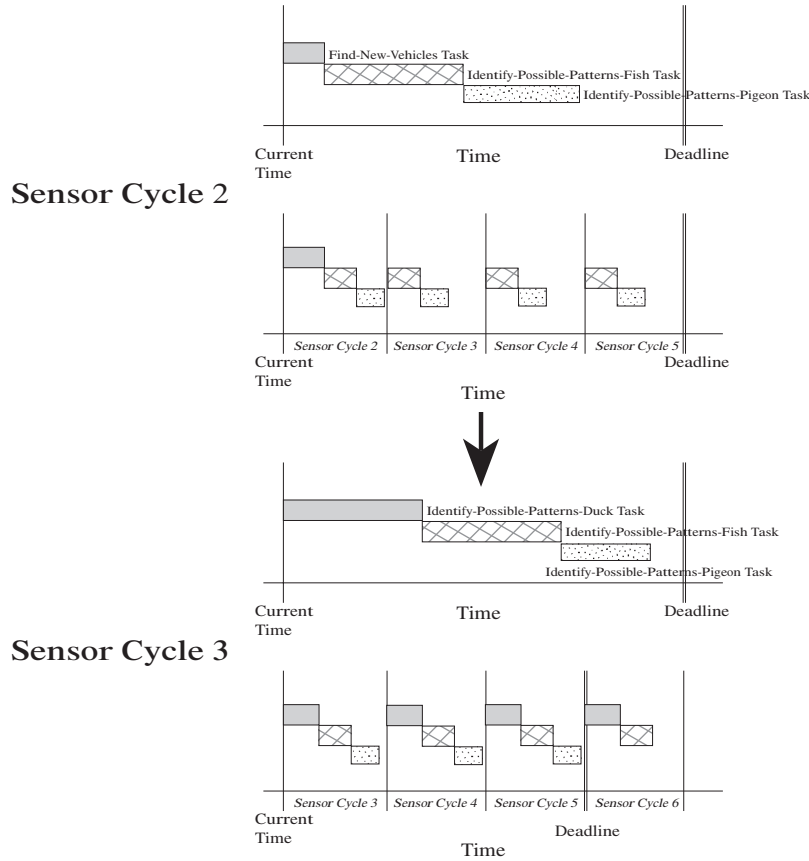 Find-New-Vehicles Task
Identify-Possible-Patterns-Fish Task
Identify-Possible-Patterns-Pigeon Task
Current
Time
Time
Deadline
Sensor Cycle 2
Sensor Cycle 2
Sensor Cycle 3
Sensor Cycle 4
Sensor Cycle 5
Current
Time
Deadline
Time
Identify-Possible-Patterns-Duck Task
Identify-Possible-Patterns-Fish Task
Identify-Possible-Patterns-Pigeon Task
Current
Time
Time
Deadline
Sensor Cycle 3
Sensor Cycle 3
Sensor Cycle 4
Sensor Cycle 5
Sensor Cycle 6
Current
Time
Deadline
Time